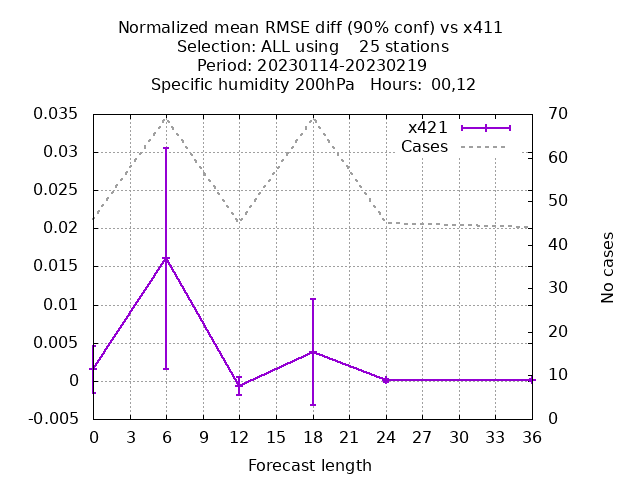 Normalized mean RMSE diff (90% conf) vs x411
Selection: ALL using    25 stations
Period: 20230114-20230219
Specific humidity 200hPa   Hours:  00,12
0.035
0.03
0.025
0.02
0.015
0.01
0.005
0
-0.005
x421
Cases
70
60
50
40
30
20
10
0
No cases
0 3 6 9 12 15 18 21 24 27 30 33 36
Forecast length